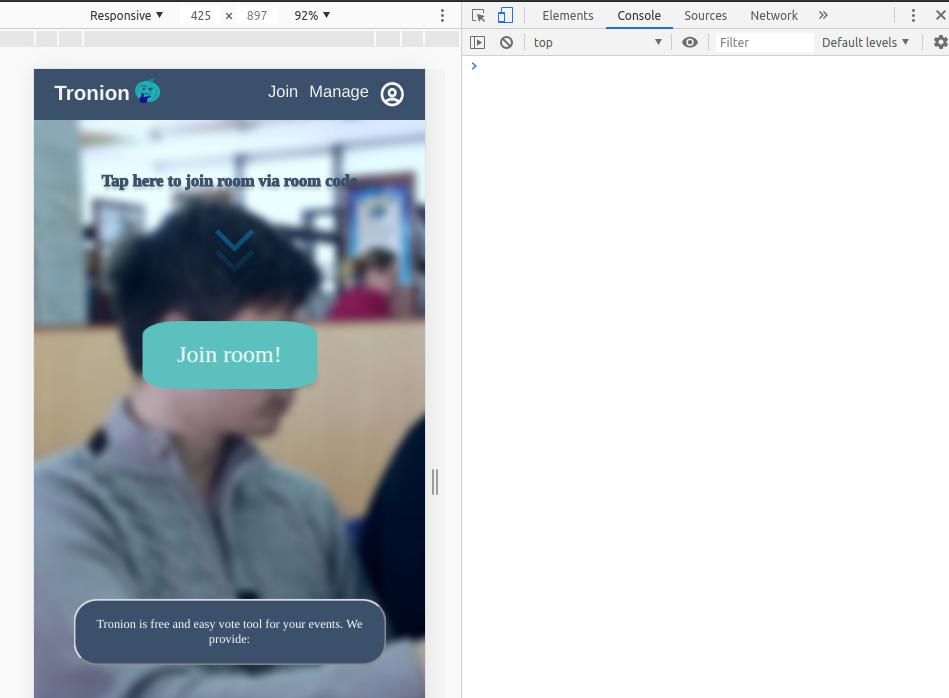 Responsive 425 x 897 92%
Elements Console Sources Network
top Filter Default levels
Tronion Join Manage
Tap here to join room via room code
Join room!
Tronion is free and easy vote tool for your events. We
provide: